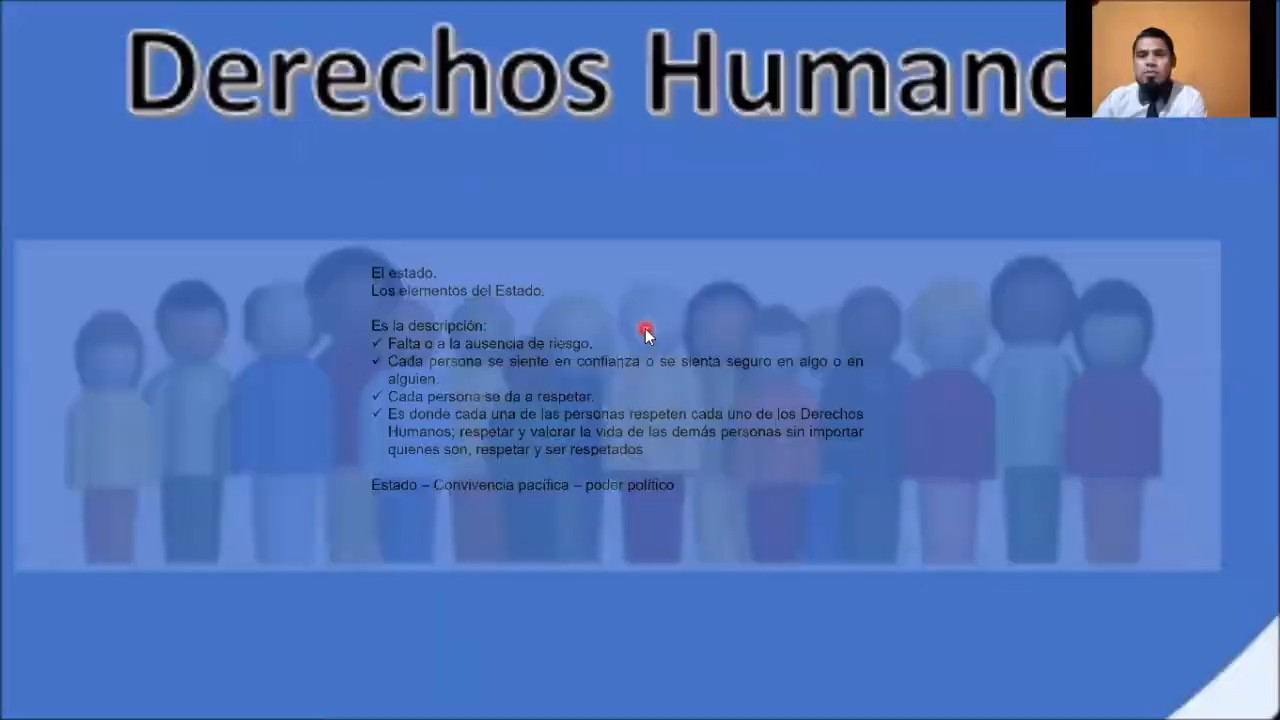 Derechos Humano
El estado.
Los elementos del Estado.
Es la descripción:
✓ Falta o a la ausencia de riesgo.
✓ Cada persona se siente en confianza o se sienta seguro en algo o en
alguien.
✓ Cada persona se da a respetar.
✓ Es donde cada una de las personas respeten cada uno de los Derechos
Humanos; respetar y valorar la vida de las demás personas sin importar
quienes son, respetar y ser respetados
Estado – Convivencia pacífica – poder político